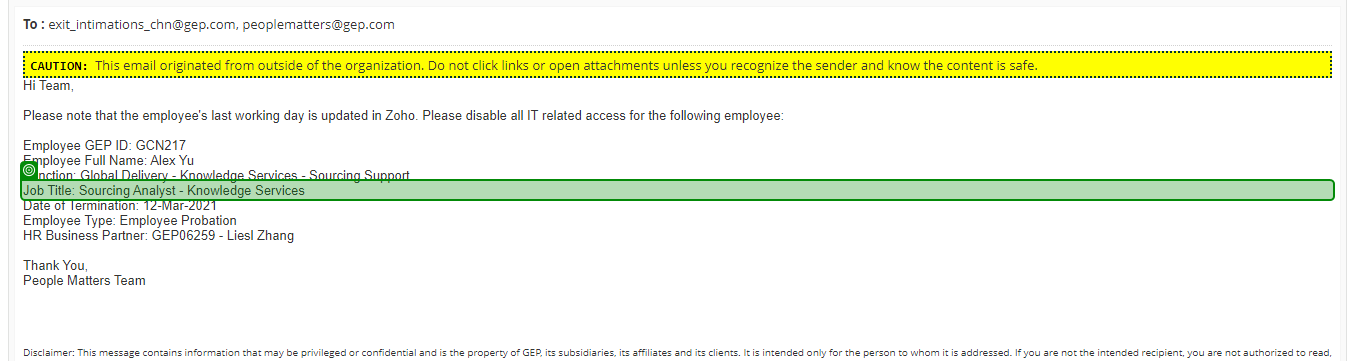 To : exit_intimations_chn@gep.com, peoplematters@gep.com
CAUTION: This email originated from outside of the organization. Do not click links or open attachments unless you recognize the sender and know the content is safe.
Hi Team,
Please note that the employee's last working day is updated in Zoho. Please disable all IT related access for the following employee:
Employee GEP ID: GCN217
Employee Full Name: Alex Yu
nction: Global Delivery - Knowledge Services - Sourcing Support
Job Title: Sourcing Analyst - Knowledge Services
Date of Termination: 12-Mar-2021
Employee Type: Employee Probation
HR Business Partner: GEP06259 - Liesl Zhang
Thank You,
People Matters Team
Disclaimer: This message contains information that may be privileged or confidential and is the property of GEP, its subsidiaries, its affiliates and its clients. It is intended only for the person to whom it is addressed. If you are not the intended recipient, you are not authorized to read,